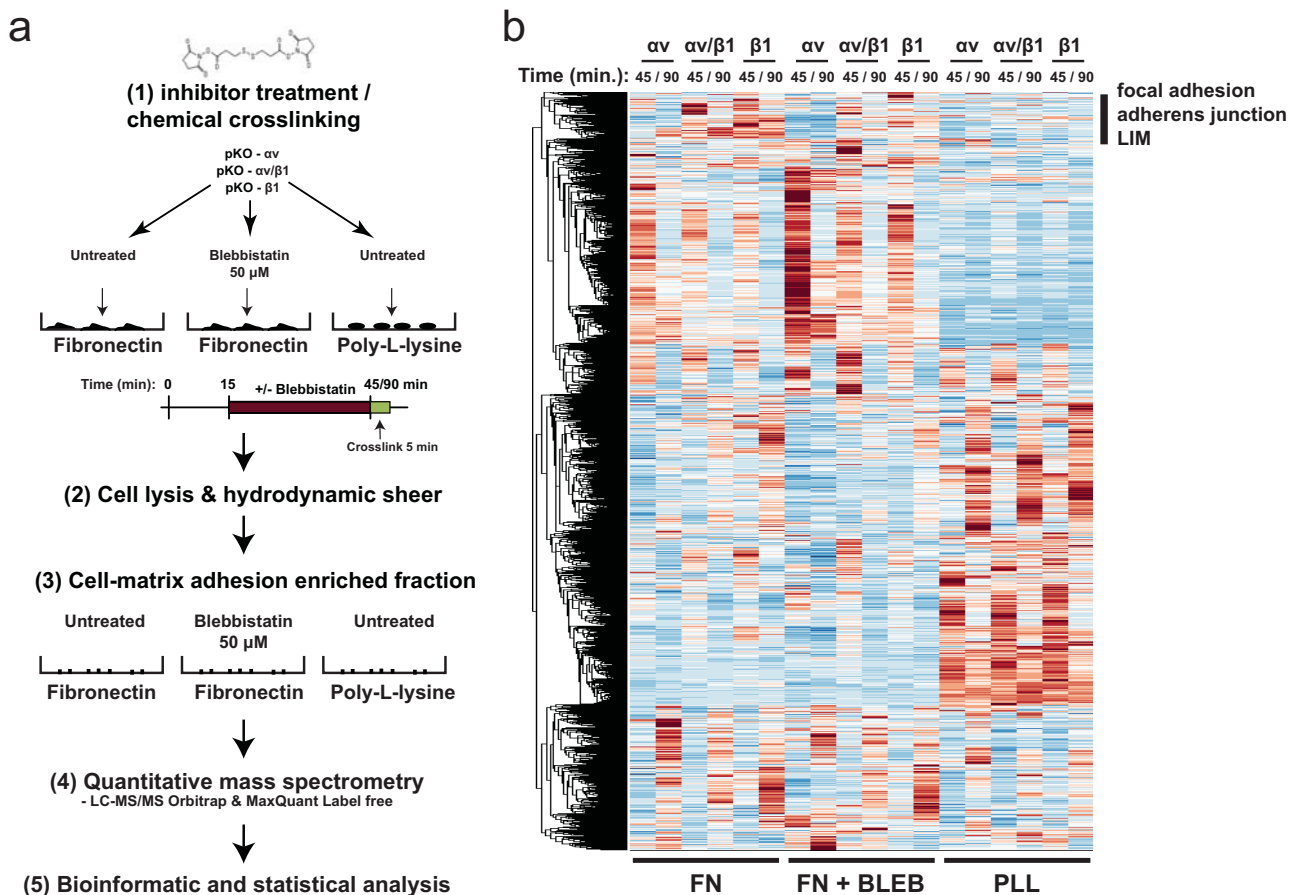 a
(1) inhibitor treatment /
chemical crosslinking
pKO - αv
pKO - αv/β1
pKO - β1
Untreated
Blebbistatin
50 µM
Untreated
Fibronectin
Fibronectin
Poly-L-lysine
Time (min): 0 15 +/- Blebbistatin 45/90 min
Crosslink 5 min
(2) Cell lysis & hydrodynamic sheer
(3) Cell-matrix adhesion enriched fraction
Untreated
Blebbistatin
50 µM
Untreated
Fibronectin
Fibronectin
Poly-L-lysine
(4) Quantitative mass spectrometry
- LC-MS/MS Orbitrap & MaxQuant Label free
(5) Bioinformatic and statistical analysis
b
αv αv/β1 β1 αv αv/β1 β1 αv αv/β1 β1
Time (min.): 45 / 90 45 / 90 45 / 90 45 / 90 45 / 90 45 / 90 45 / 90 45 / 90 45 / 90
focal adhesion
adherens junction
LIM
FN FN + BLEB PLL